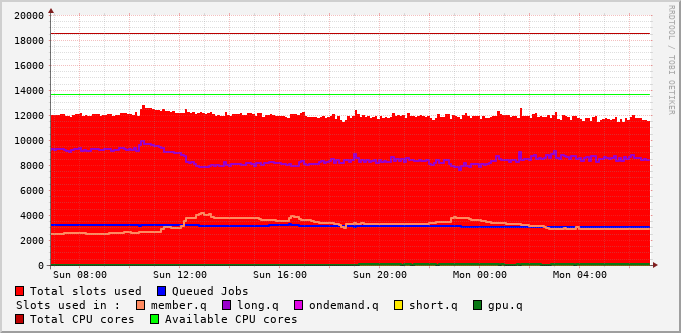 20000
18000
16000
14000
12000
10000
8000
6000
4000
2000
0
Sun 08:00 Sun 12:00 Sun 16:00 Sun 20:00 Mon 00:00 Mon 04:00
RRDTOOL / TOBI OETIKER
Total slots used Queued Jobs
Slots used in : member.q long.q ondemand.q short.q gpu.q
Total CPU cores Available CPU cores